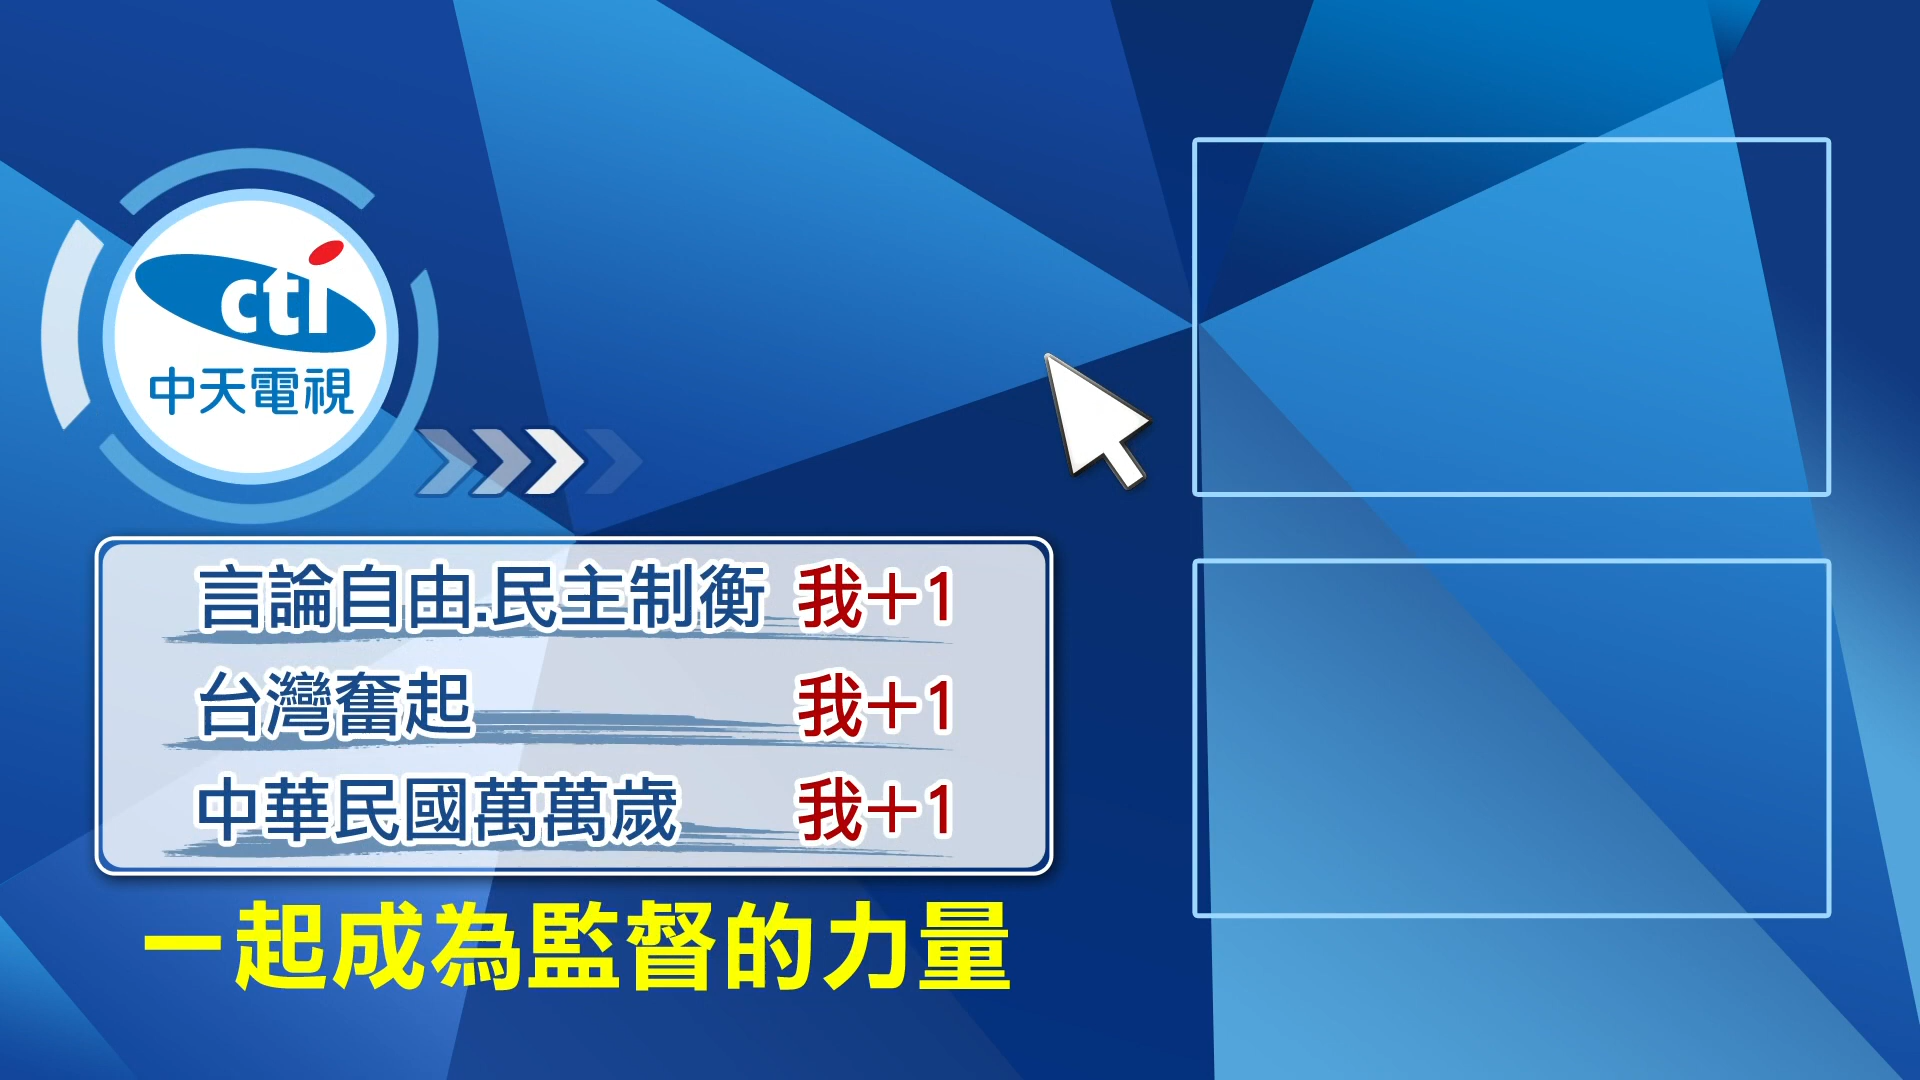 cti
中天電視
言論自由.民主制衡 我+1
台灣奮起 我+1
中華民國萬萬歲 我+1
一起成為監督的力量